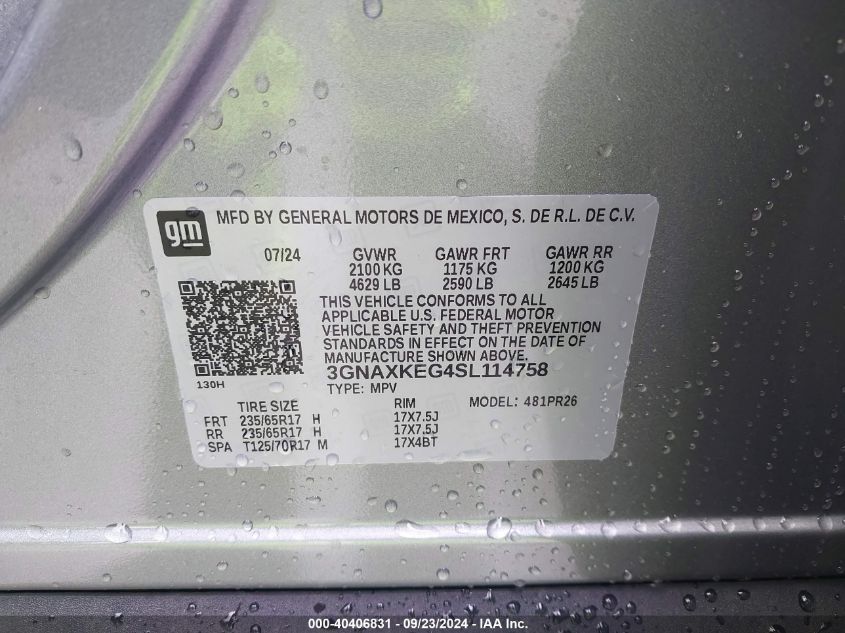 gm
MFD BY GENERAL MOTORS DE MEXICO, S. DE R.L. DE C.V.
07/24 GVWR GAWR FRT GAWR RR
2100 KG 1175 KG 1200 KG
4629 LB 2590 LB 2645 LB
THIS VEHICLE CONFORMS TO ALL
APPLICABLE U.S. FEDERAL MOTOR
VEHICLE SAFETY AND THEFT PREVENTION
STANDARDS IN EFFECT ON THE DATE OF
MANUFACTURE SHOWN ABOVE.
3GNAXKEG4SL114758
130H
TYPE: MPV MODEL: 481PR26
TIRE SIZE RIM
FRT 235/65R17 H 17X7.5J
RR 235/65R17 H 17X7.5J
SPA T125/70R17 M 17X4BT
000-40406831 - 09/23/2024 - IAA Inc.